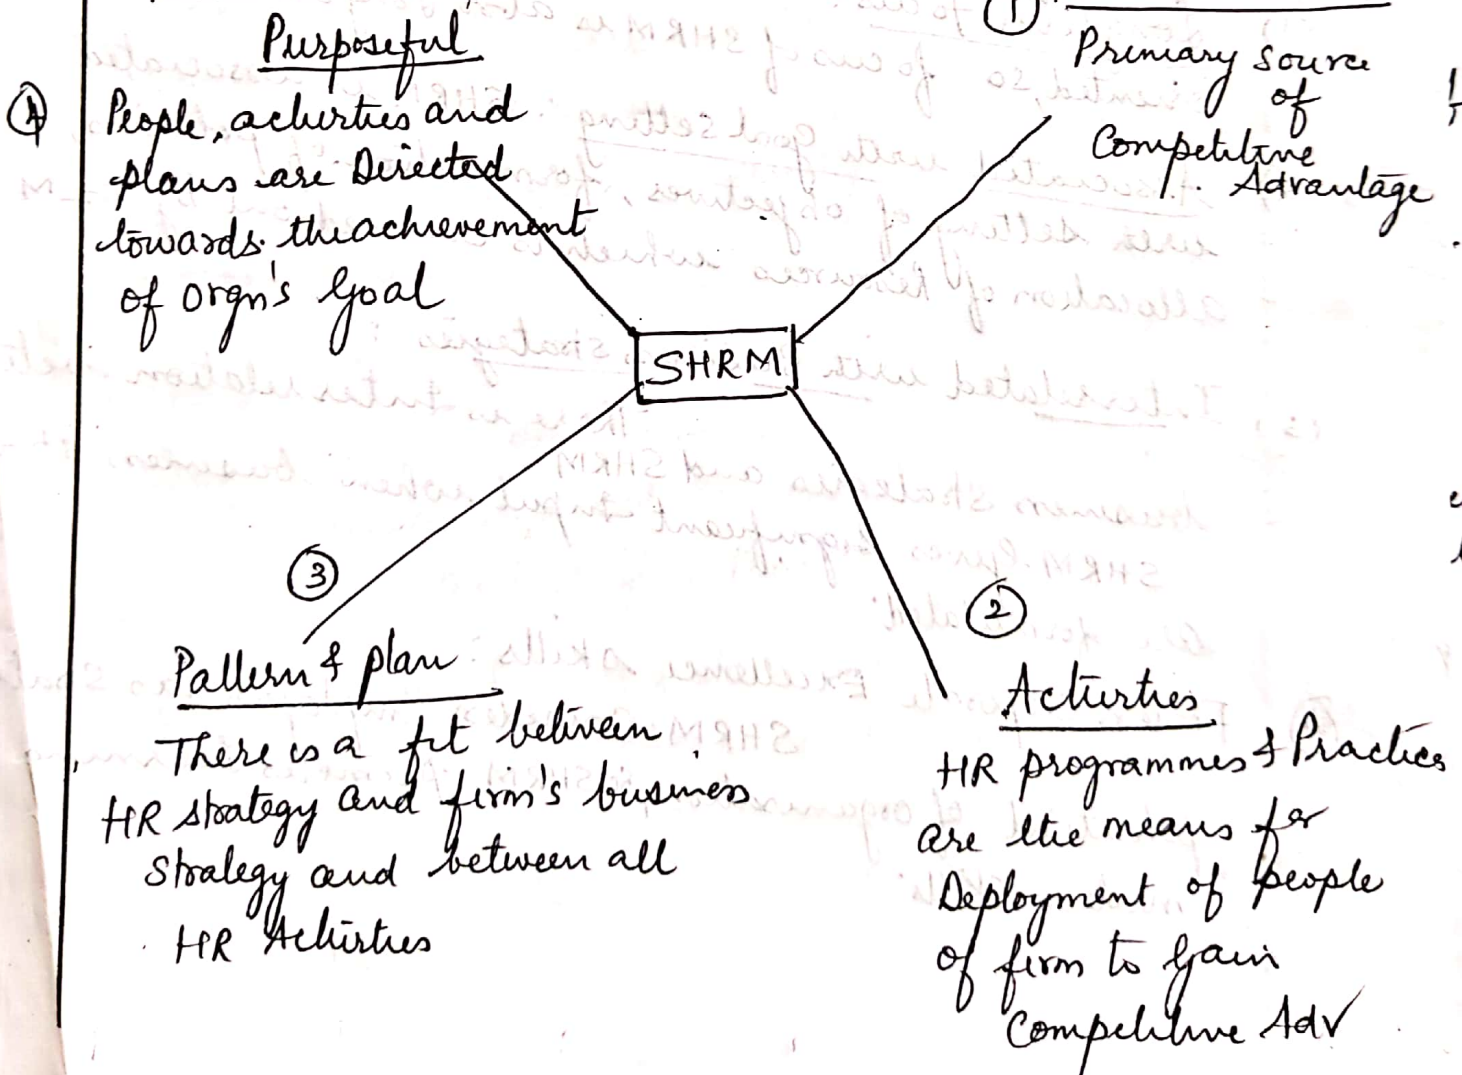 ①
Primary source
of
Competitive
Advantage
SHRM
②
Activities
HR programmes & Practices
are the means for
Deployment of people
of firm to Gain
Competitive Adv
③
Pattern & plan
There is a fit between
HR strategy and firm's business
strategy and between all
HR Activities
④
Purposeful
People, activities and
plans are Directed
towards the achievement
of orgn's Goal